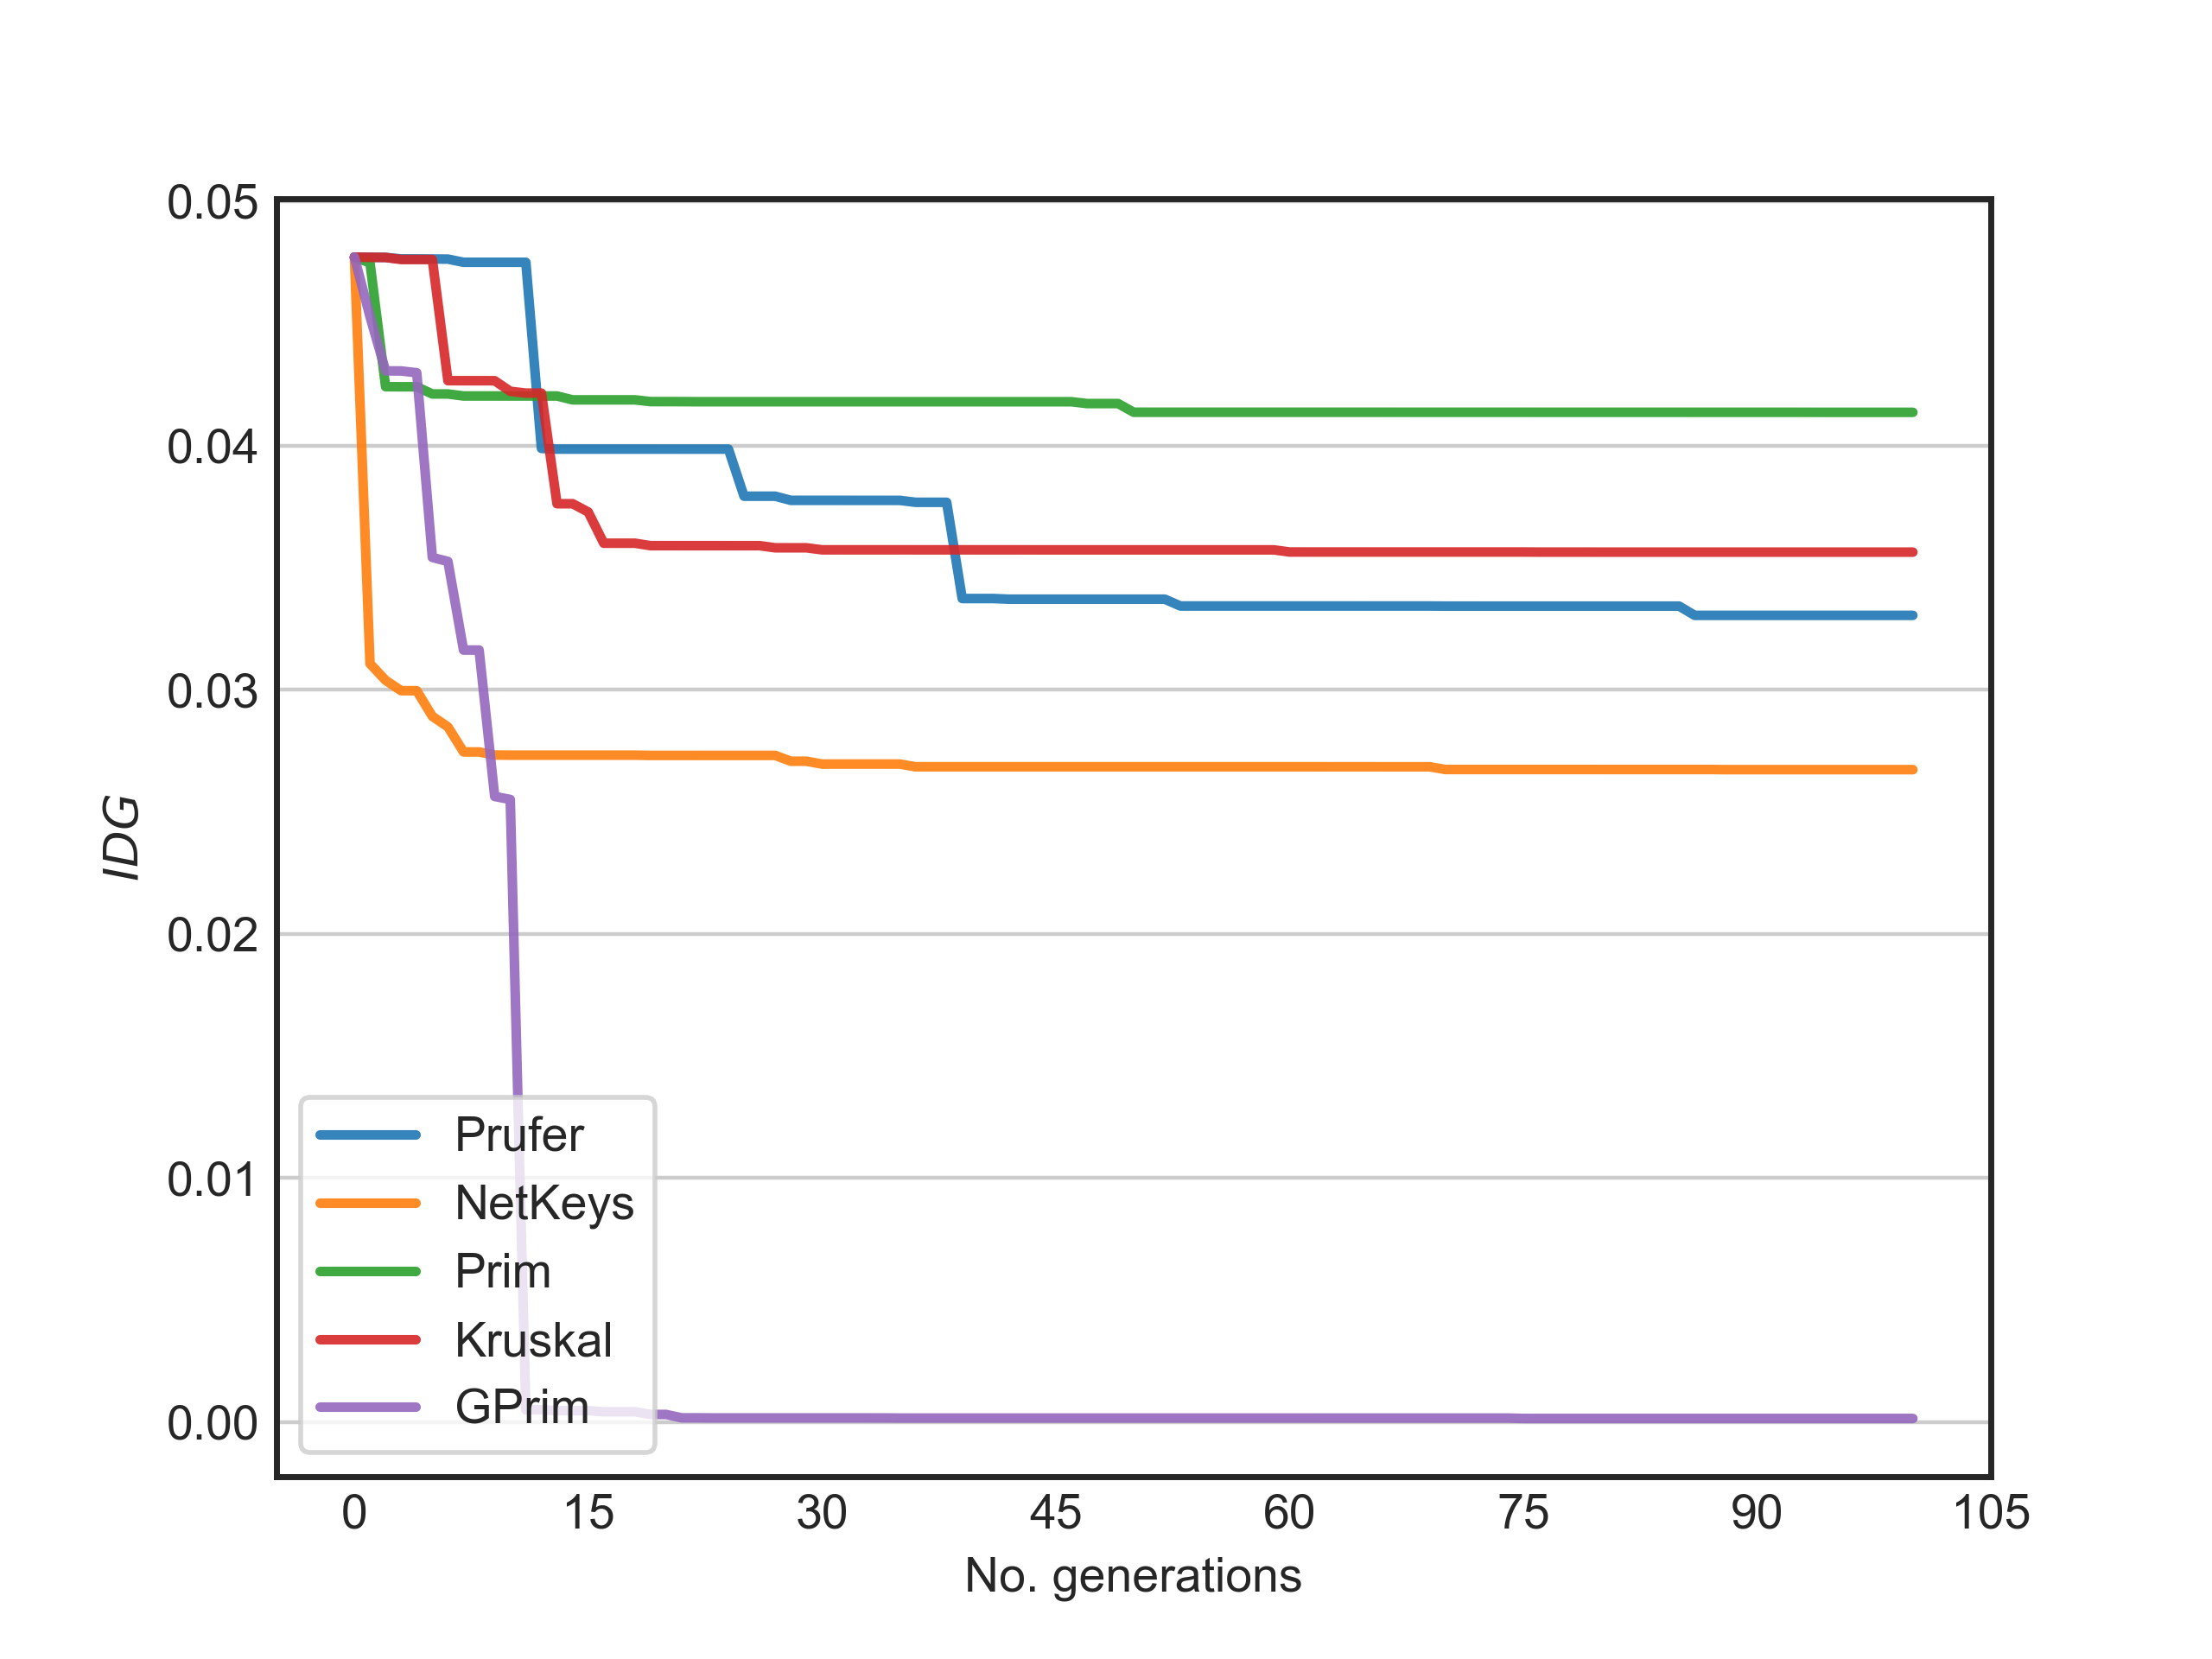 0.05
0.04
0.03
0.02
0.01
0.00
IDG
Prufer
NetKeys
Prim
Kruskal
GPrim
0 15 30 45 60 75 90 105
No. generations